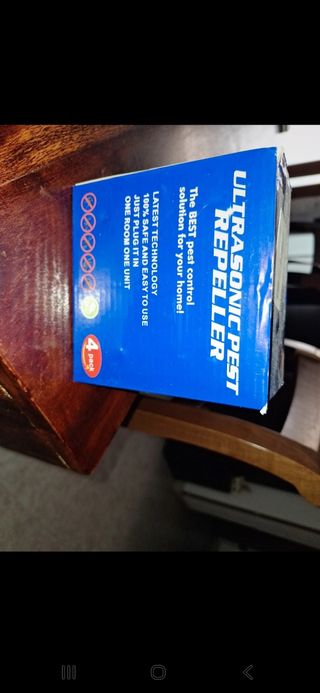 ULTRASONIC PEST
REPELLER
The BEST pest control
solution for your home!
LATEST TECHNOLOGY
100% SAFE AND EASY TO USE
JUST PLUG IT IN
ONE ROOM ONE UNIT
4 pack